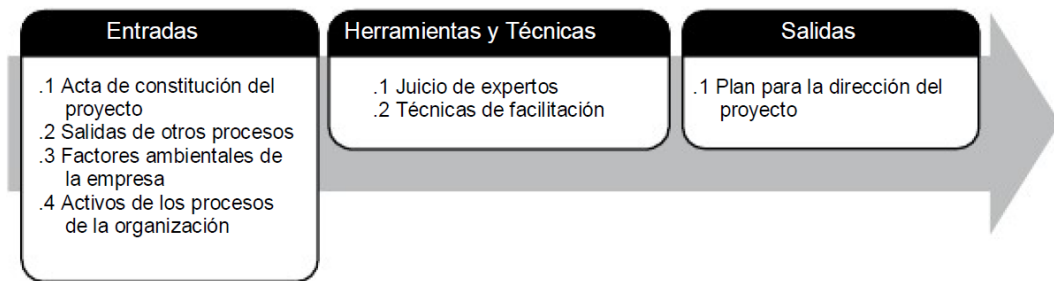 Entradas
.1 Acta de constitución del
proyecto
.2 Salidas de otros procesos
.3 Factores ambientales de
la empresa
.4 Activos de los procesos
de la organización
Herramientas y Técnicas
.1 Juicio de expertos
.2 Técnicas de facilitación
Salidas
.1 Plan para la dirección del
proyecto